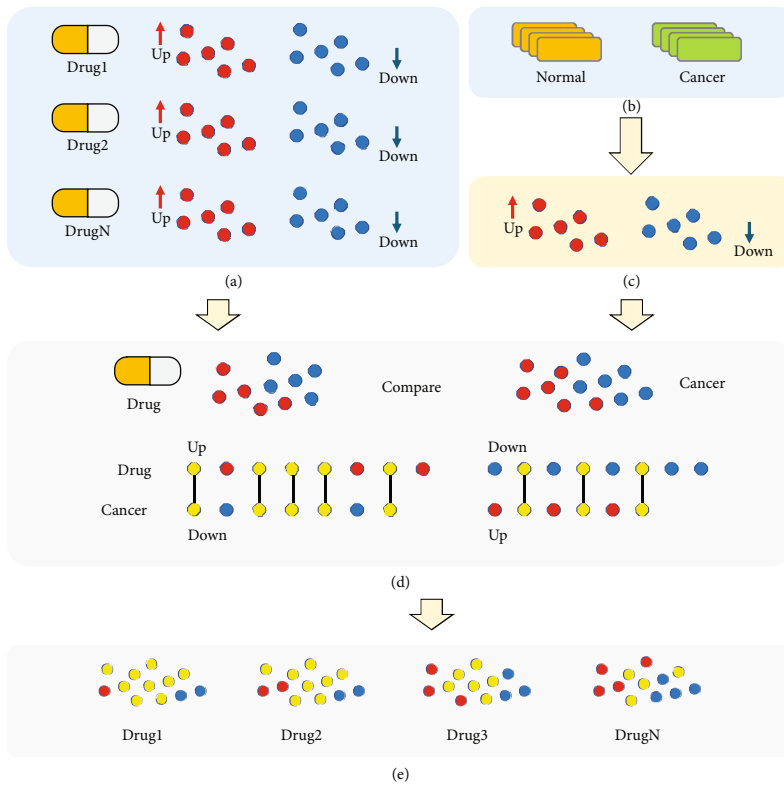 Up
Drug1
Down
Up
Drug2
Down
Up
DrugN
Down
(a)
Normal
Cancer
(b)
Up
Down
(c)
Drug
Compare
Cancer
Up
Down
Drug
Cancer
Down
Up
(d)
Drug1
Drug2
Drug3
DrugN
(e)